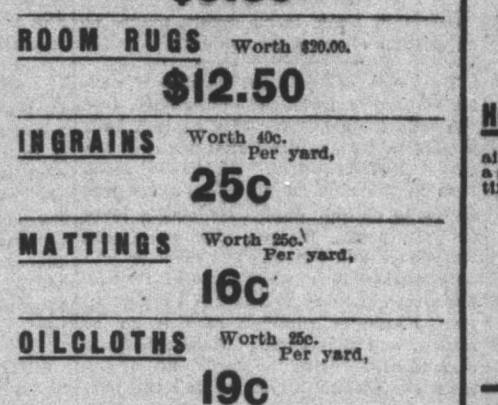 ROOM RUGS Worth $20.00.
$12.50
INGRAINS Worth 40c.
Per yard,
25c
MATTINGS Worth 25c.
Per yard,
16c
OILCLOTHS Worth 25c.
Per yard,
19c